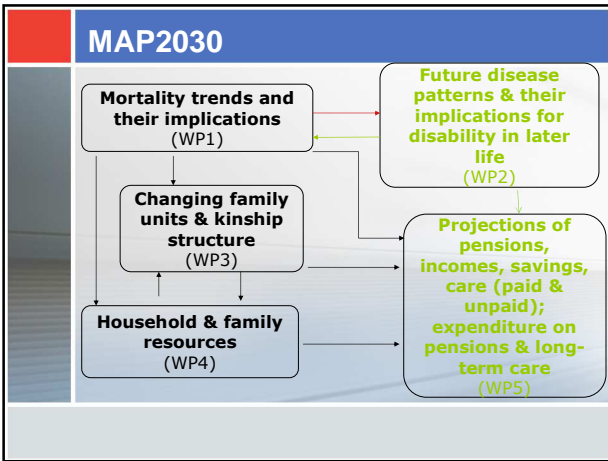 MAP2030
Mortality trends and
their implications
(WP1)
Future disease
patterns & their
implications for
disability in later
life
(WP2)
Changing family
units & kinship
structure
(WP3)
Household & family
resources
(WP4)
Projections of
pensions,
incomes, savings,
care (paid &
unpaid);
expenditure on
pensions & long-
term care
(WP5)